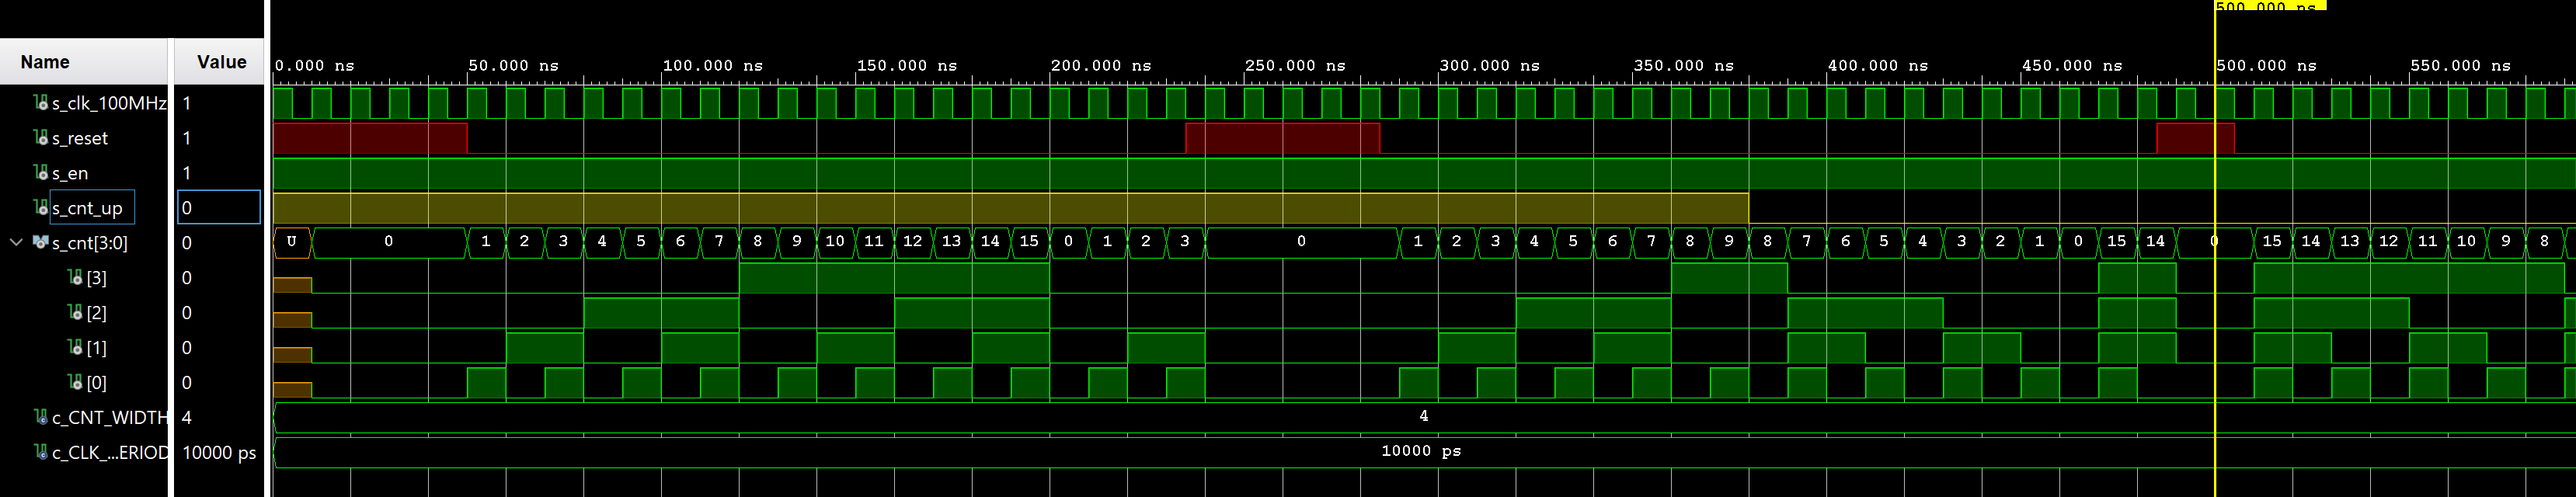 500.000 ns
Name Value
0.000 ns 50.000 ns 100.000 ns 150.000 ns 200.000 ns 250.000 ns 300.000 ns 350.000 ns 400.000 ns 450.000 ns 500.000 ns 550.000 ns
s_clk_100MHz 1
s_reset 1
s_en 1
s_cnt_up 0
s_cnt[3:0] 0 U 0 1 2 3 4 5 6 7 8 9 10 11 12 13 14 15 0 1 2 3 0 1 2 3 4 5 6 7 8 9 8 7 6 5 4 3 2 1 0 15 14 0 15 14 13 12 11 10 9 8
[3] 0
[2] 0
[1] 0
[0] 0
c_CNT_WIDTH 4 4
c_CLK_...ERIOD 10000 ps 10000 ps